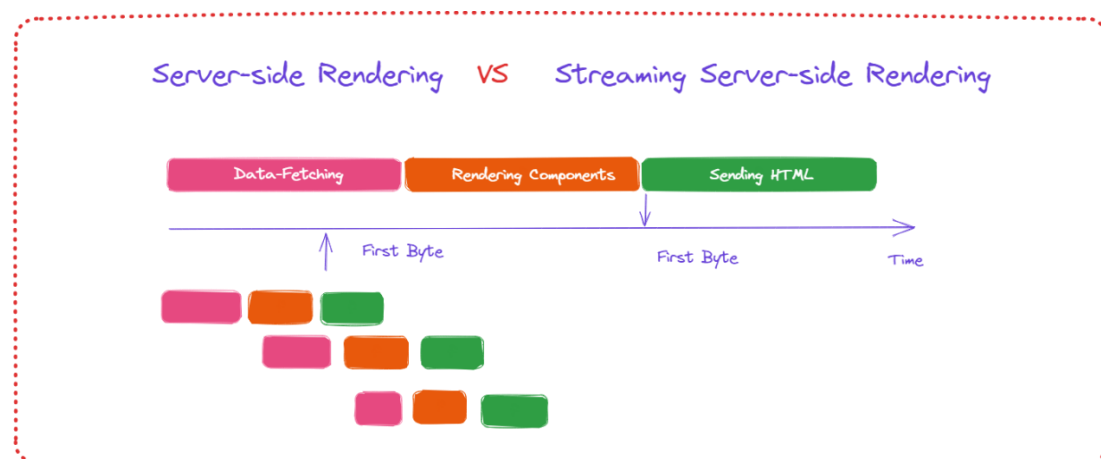 Server-side Rendering VS Streaming Server-side Rendering
Data-Fetching Rendering Components Sending HTML
First Byte First Byte Time